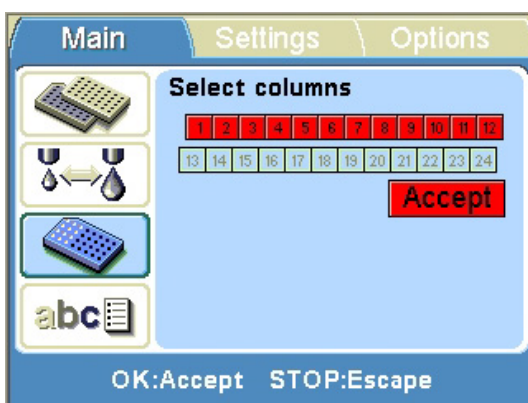 Main Settings Options
Select columns
1 2 3 4 5 6 7 8 9 10 11 12
13 14 15 16 17 18 19 20 21 22 23 24
Accept
abc
OK:Accept STOP:Escape